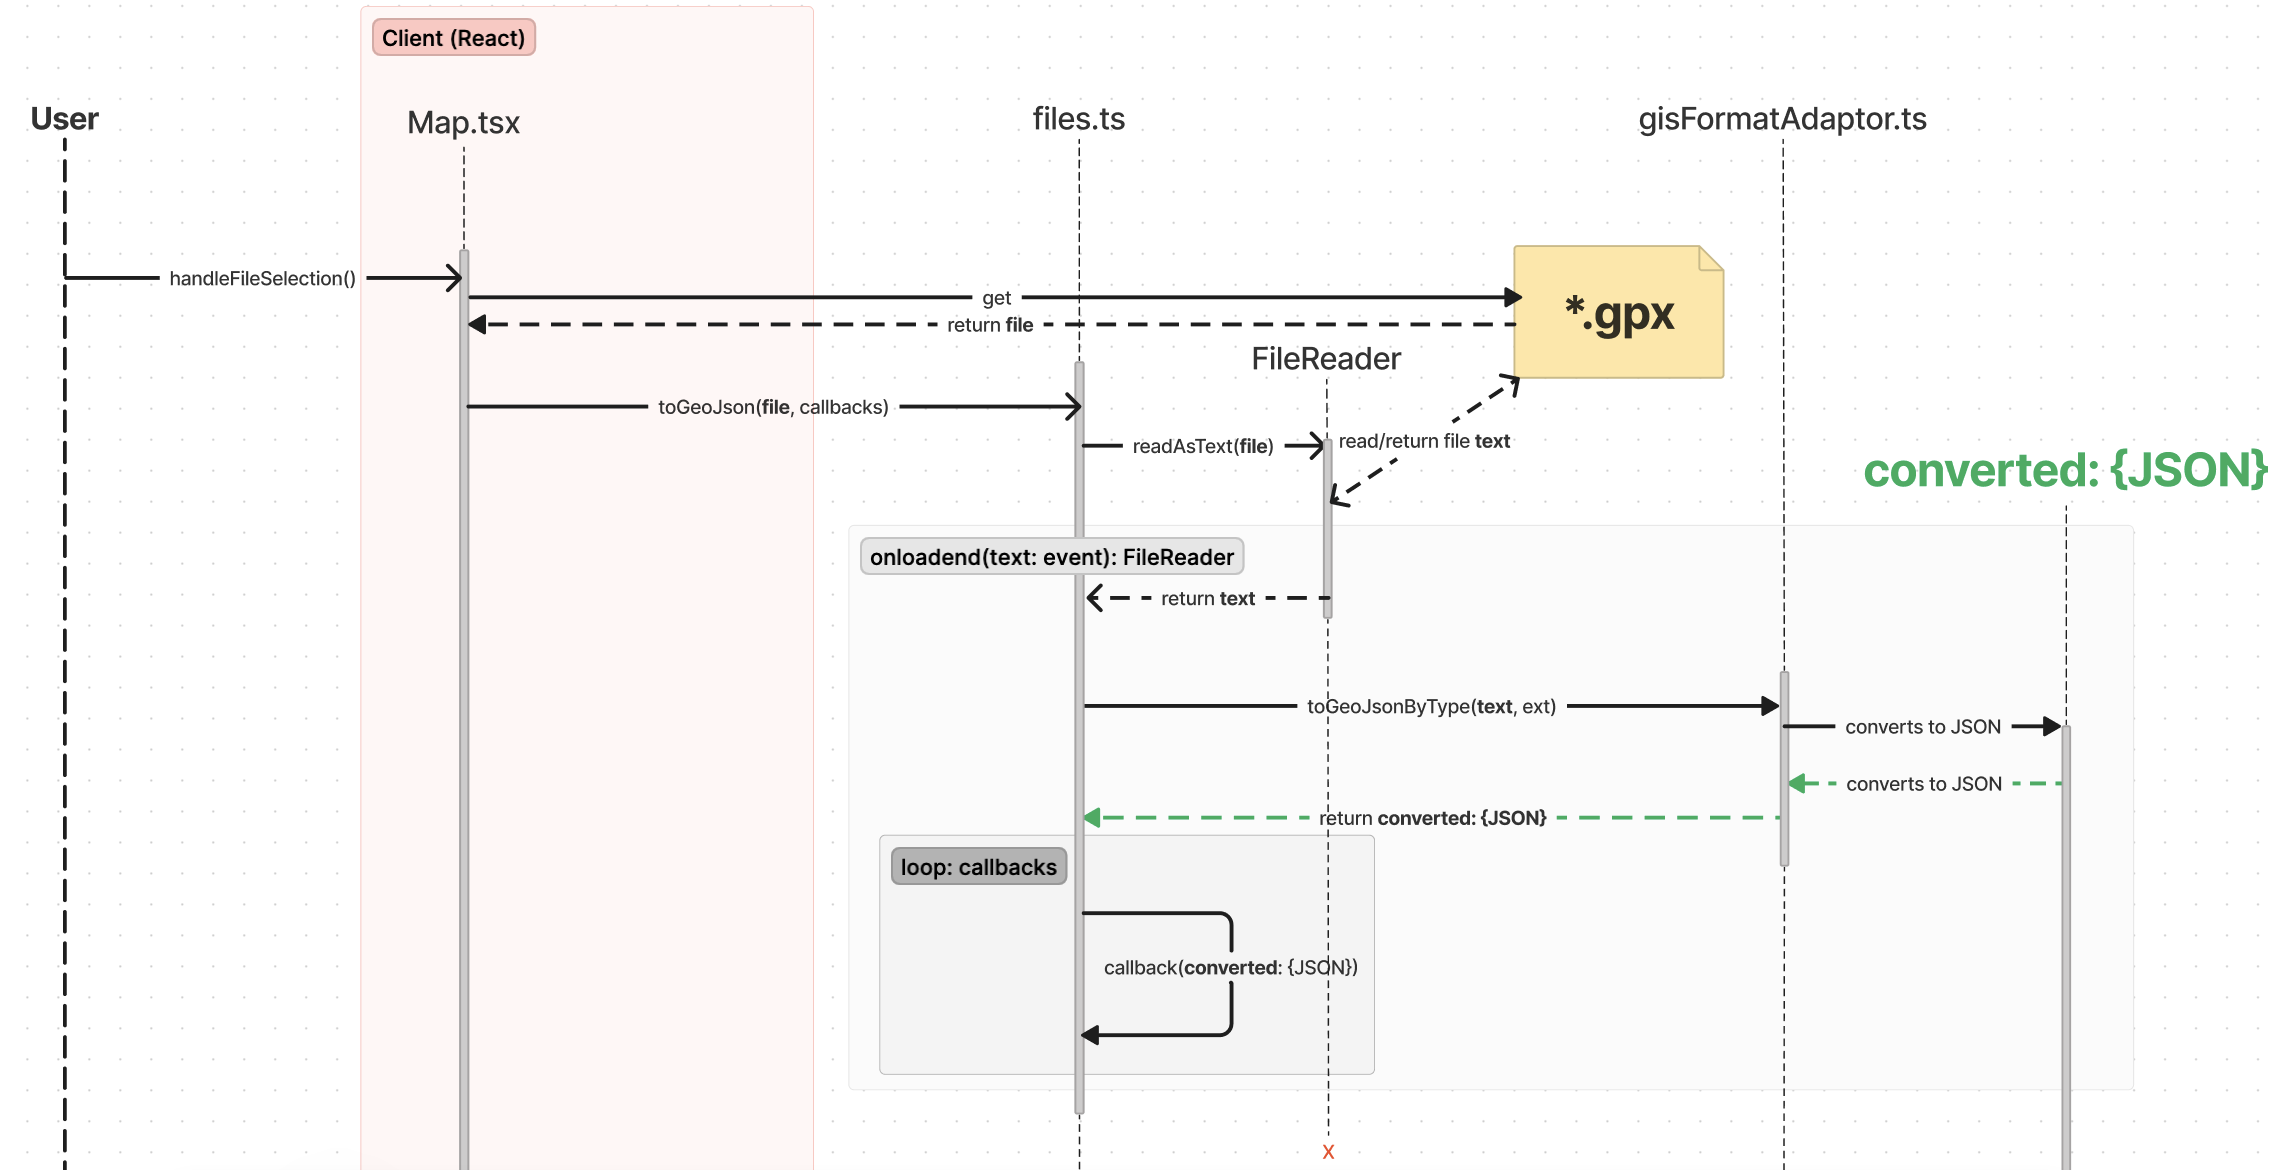 Client (React)
User
Map.tsx
files.ts
gisFormatAdaptor.ts
handleFileSelection()
get
*.gpx
return file
FileReader
toGeoJson(file, callbacks)
readAsText(file)
read/return file text
converted: {JSON}
onloadend(text: event): FileReader
return text
toGeoJsonByType(text, ext)
converts to JSON
converts to JSON
return converted: {JSON}
loop: callbacks
callback(converted: {JSON})
X